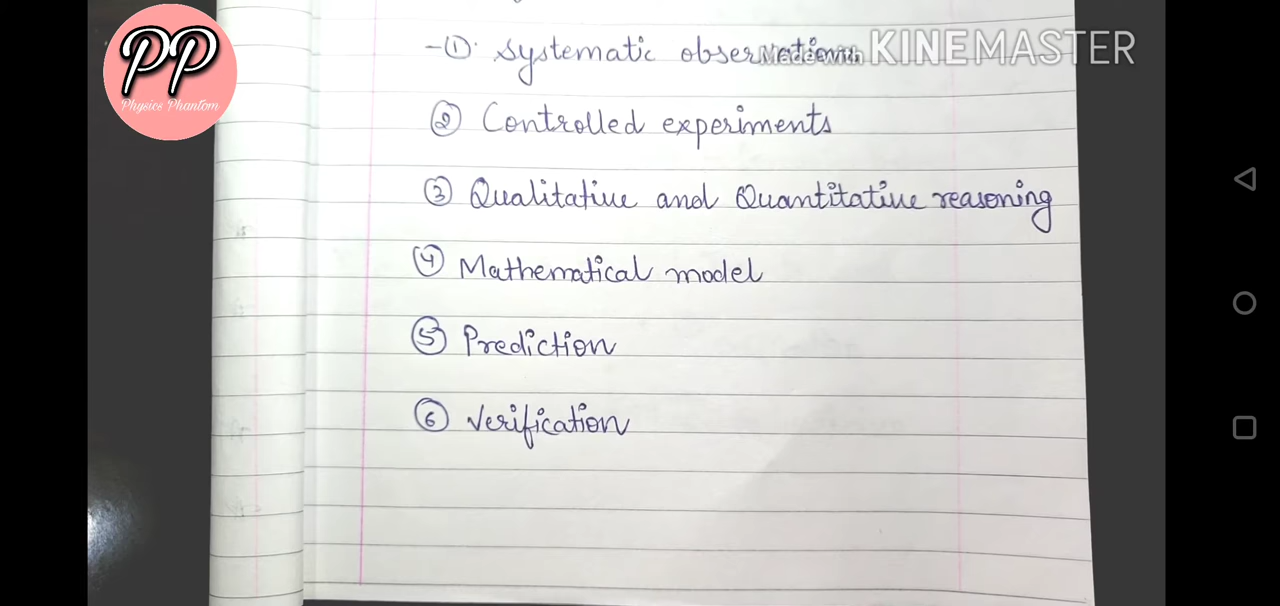 PP
Physics Phantom
Made with KINEMASTER
-① systematic observations
② Controlled experiments
③ Qualitative and Quantitative reasoning
④ Mathematical model
⑤ Prediction
⑥ Verification